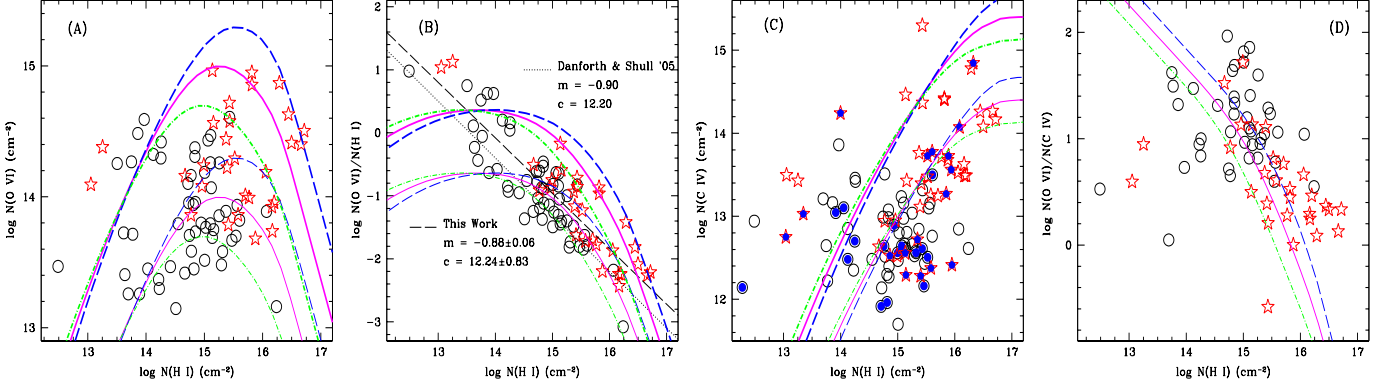 (A)
15
14
13
log N(O VI) (cm⁻²)
13 14 15 16 17
log N(H I) (cm⁻²)
(B)
2
1
0
−1
−2
−3
log N(O VI)/N(H I)
Danforth & Shull '05
m = −0.90
c = 12.20
This Work
m = −0.88±0.06
c = 12.24±0.83
13 14 15 16 17
log N(H I) (cm⁻²)
(C)
15
14
13
12
log N(C IV) (cm⁻²)
13 14 15 16 17
log N(H I) (cm⁻²)
(D)
2
1
0
log N(O VI)/N(C IV)
13 14 15 16 17
log N(H I) (cm⁻²)